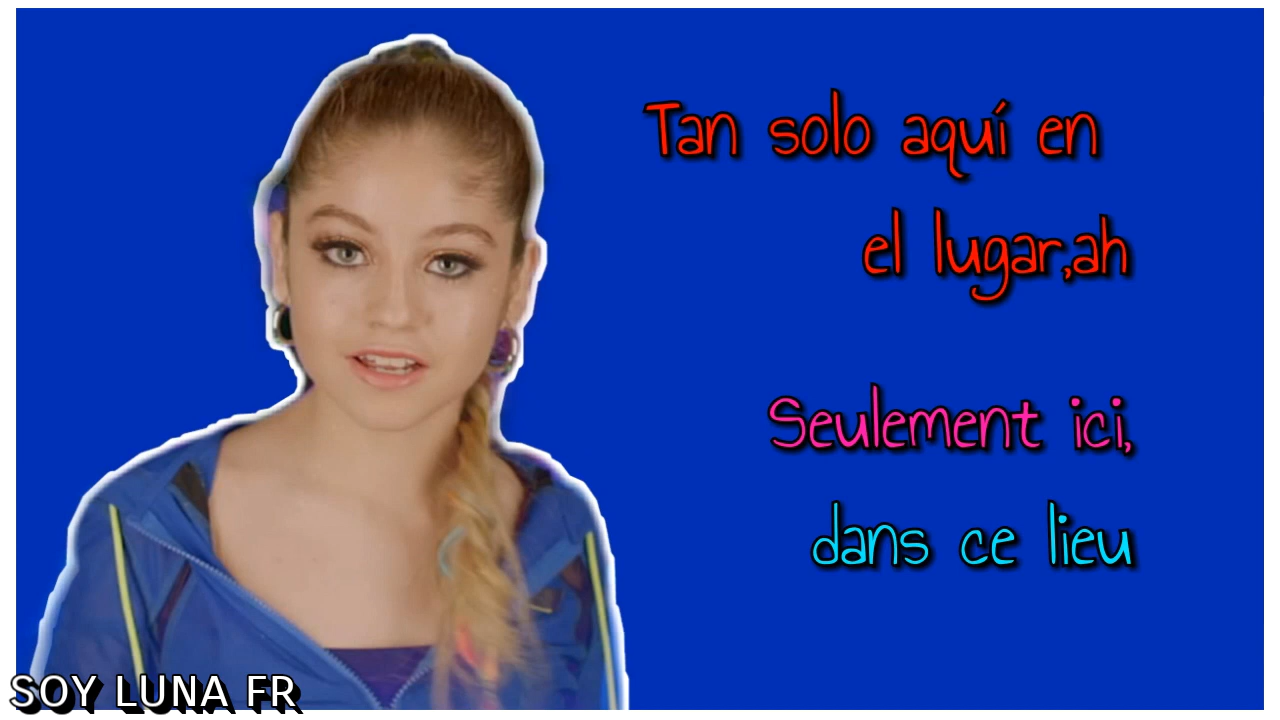 Tan solo aquí en
el lugar,ah
Seulement ici,
dans ce lieu
SOY LUNA FR